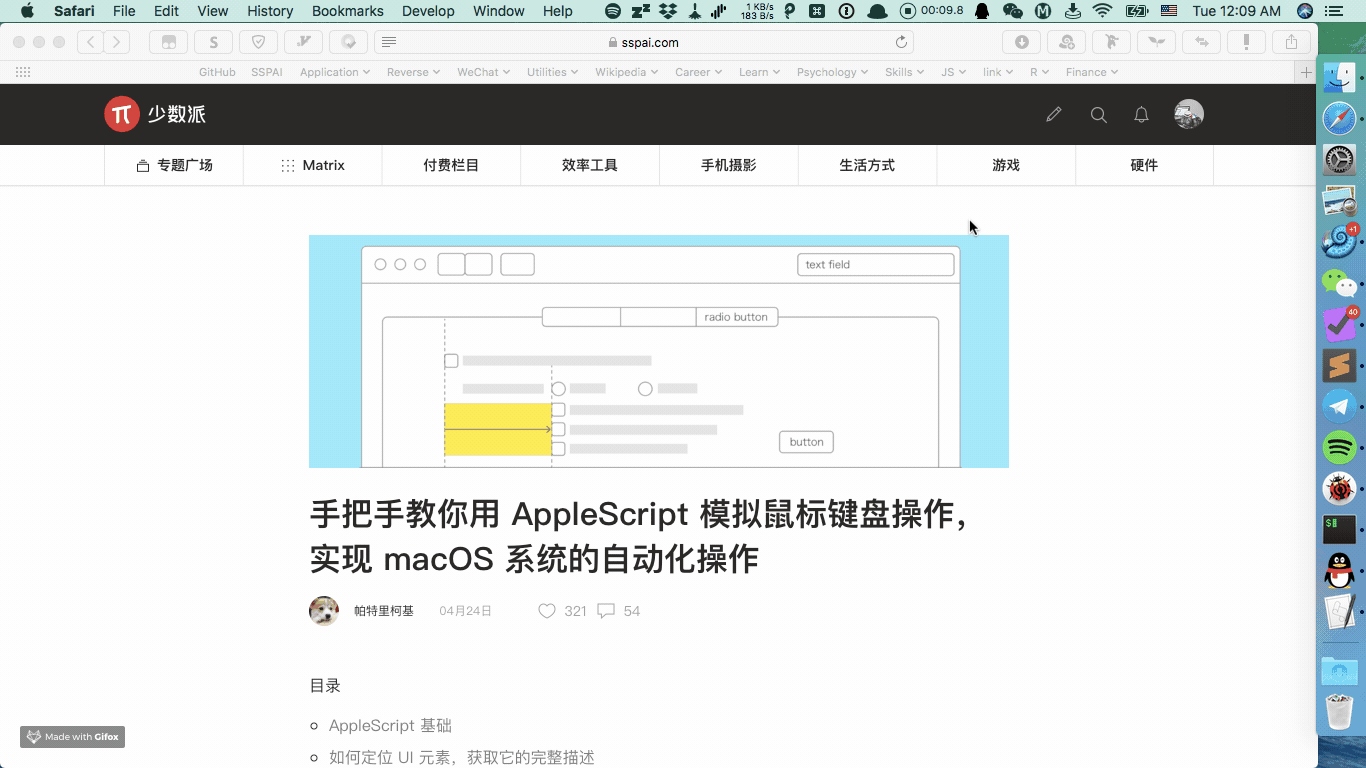 Safari File Edit View History Bookmarks Develop Window Help 1 KB/s 183 B/s 00:09.8 Tue 12:09 AM
sspai.com
GitHub SSPAI Application Reverse WeChat Utilities Wikipedia Career Learn Psychology Skills JS link R Finance
少数派
专题广场 Matrix 付费栏目 效率工具 手机摄影 生活方式 游戏 硬件
text field
radio button
button
手把手教你用 AppleScript 模拟鼠标键盘操作，
实现 macOS 系统的自动化操作
帕特里柯基 04月24日 321 54
目录
AppleScript 基础
如何定位 UI 元素，获取它的完整描述
Made with Gifox
+1
40